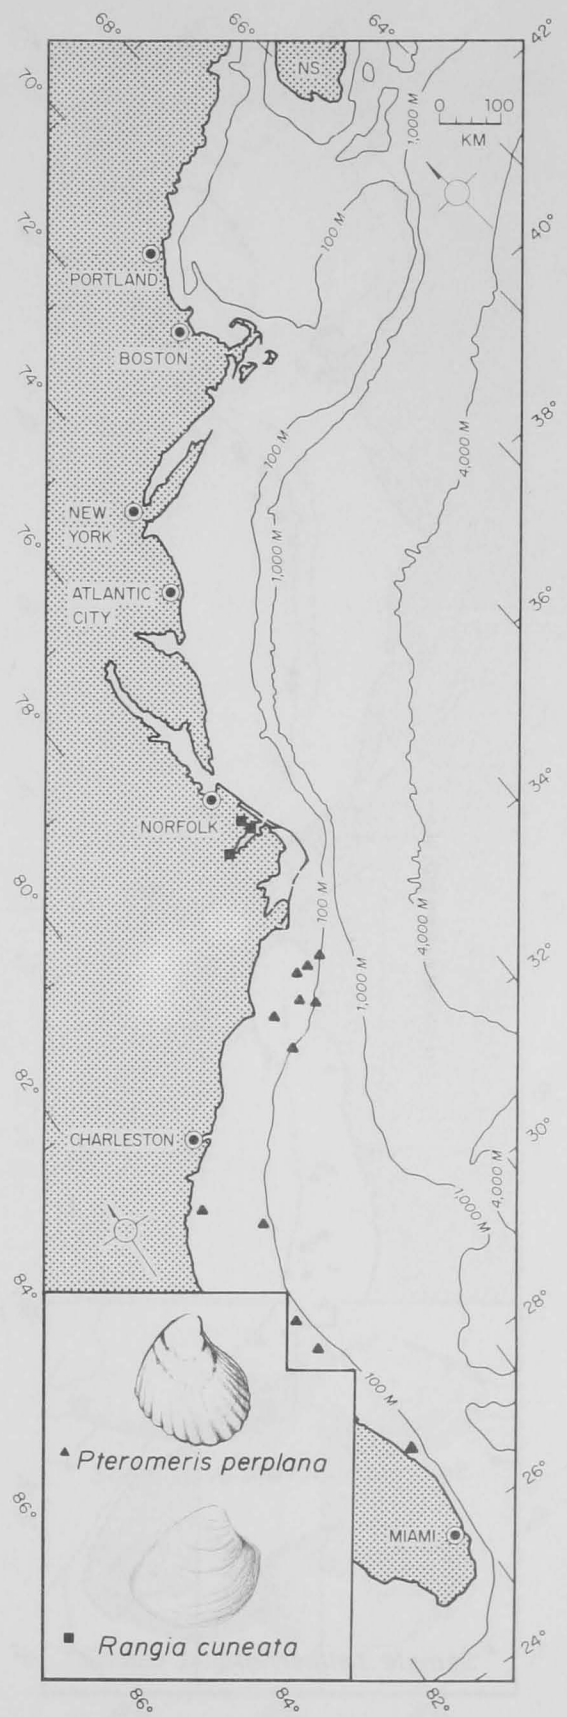 68°
66°
64°
42°
70°
NS.
1,000 M
0 100
KM
72°
100 M
40°
PORTLAND
BOSTON
74°
38°
100 M
4,000 M
NEW
YORK
76°
1,000 M
ATLANTIC
CITY
36°
78°
34°
NORFOLK
80°
100 M
4,000 M
32°
1,000 M
82°
CHARLESTON
30°
4,000 M
1,000 M
84°
28°
100 M
Pteromeris perplana
26°
86°
MIAMI
Rangia cuneata
24°
86°
84°
82°